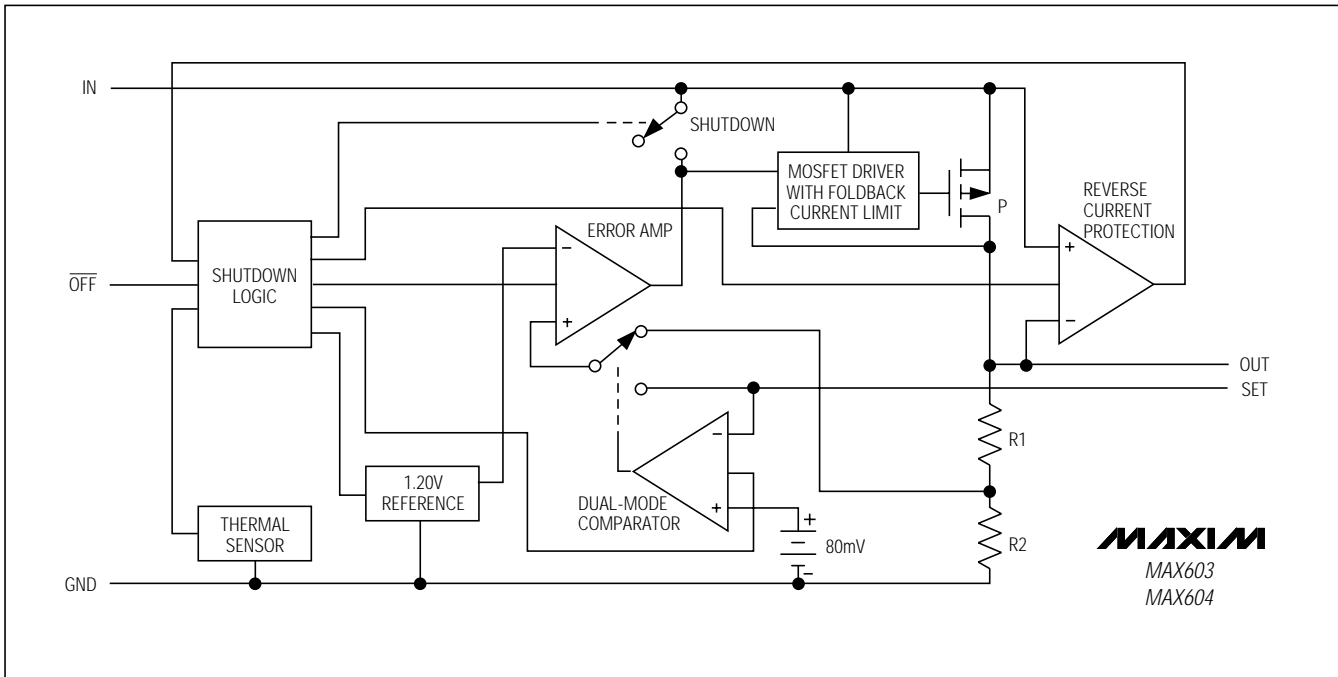 IN
SHUTDOWN
MOSFET DRIVER
WITH FOLDBACK
CURRENT LIMIT
P
REVERSE
CURRENT
PROTECTION
+
−
ERROR AMP
−
+
SHUTDOWN
LOGIC
OFF
OUT
SET
R1
−
+
DUAL-MODE
COMPARATOR
1.20V
REFERENCE
THERMAL
SENSOR
+
80mV
−
R2
GND
MAXIM
MAX603
MAX604